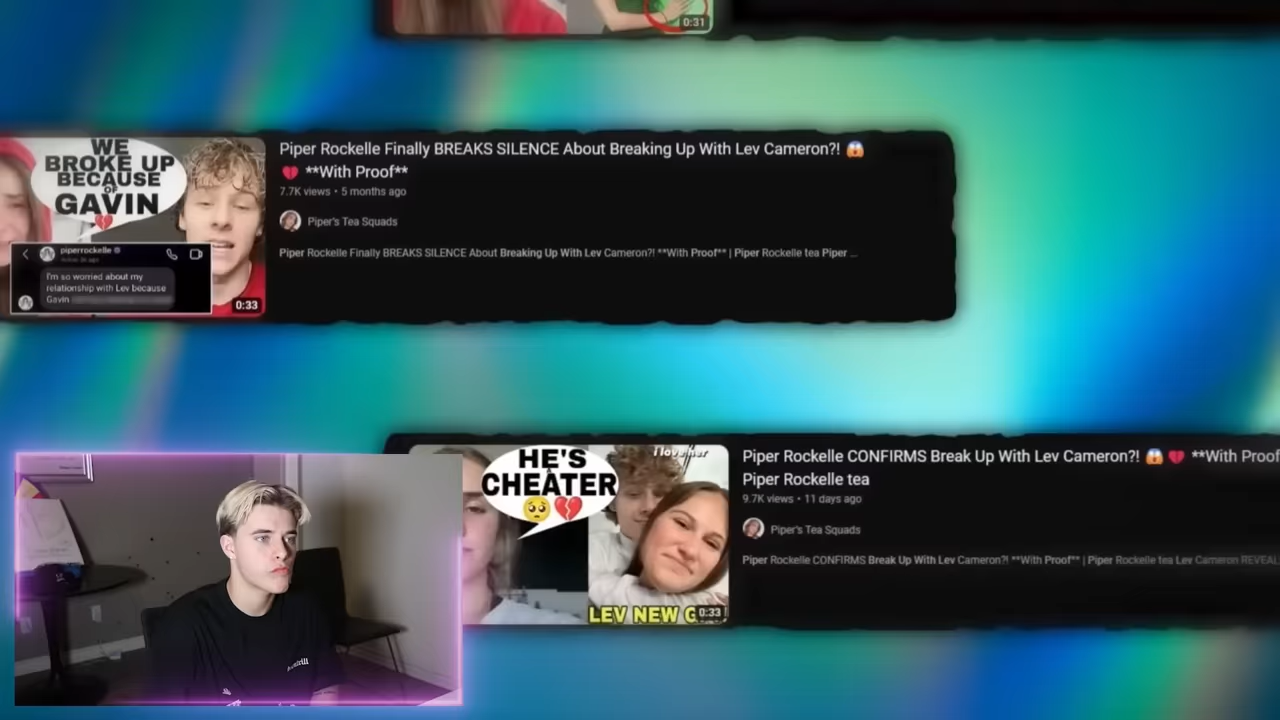 0:31
WE
BROKE UP
BECAUSE
OF
GAVIN
piperrockelle
I'm so worried about my
relationship with Lev because
Gavin
0:33
Piper Rockelle Finally BREAKS SILENCE About Breaking Up With Lev Cameron?! 😱
💔 **With Proof**
7.7K views • 5 months ago
Piper's Tea Squads
Piper Rockelle Finally BREAKS SILENCE About Breaking Up With Lev Cameron?! **With Proof** | Piper Rockelle tea Piper ...
HE'S
CHEATER
🥺💔
i love her
LEV NEW G
0:33
Piper Rockelle CONFIRMS Break Up With Lev Cameron?! 😱 💔 **With Proof
Piper Rockelle tea
9.7K views • 11 days ago
Piper's Tea Squads
Piper Rockelle CONFIRMS Break Up With Lev Cameron?! **With Proof** | Piper Rockelle tea Lev Cameron REVEAL